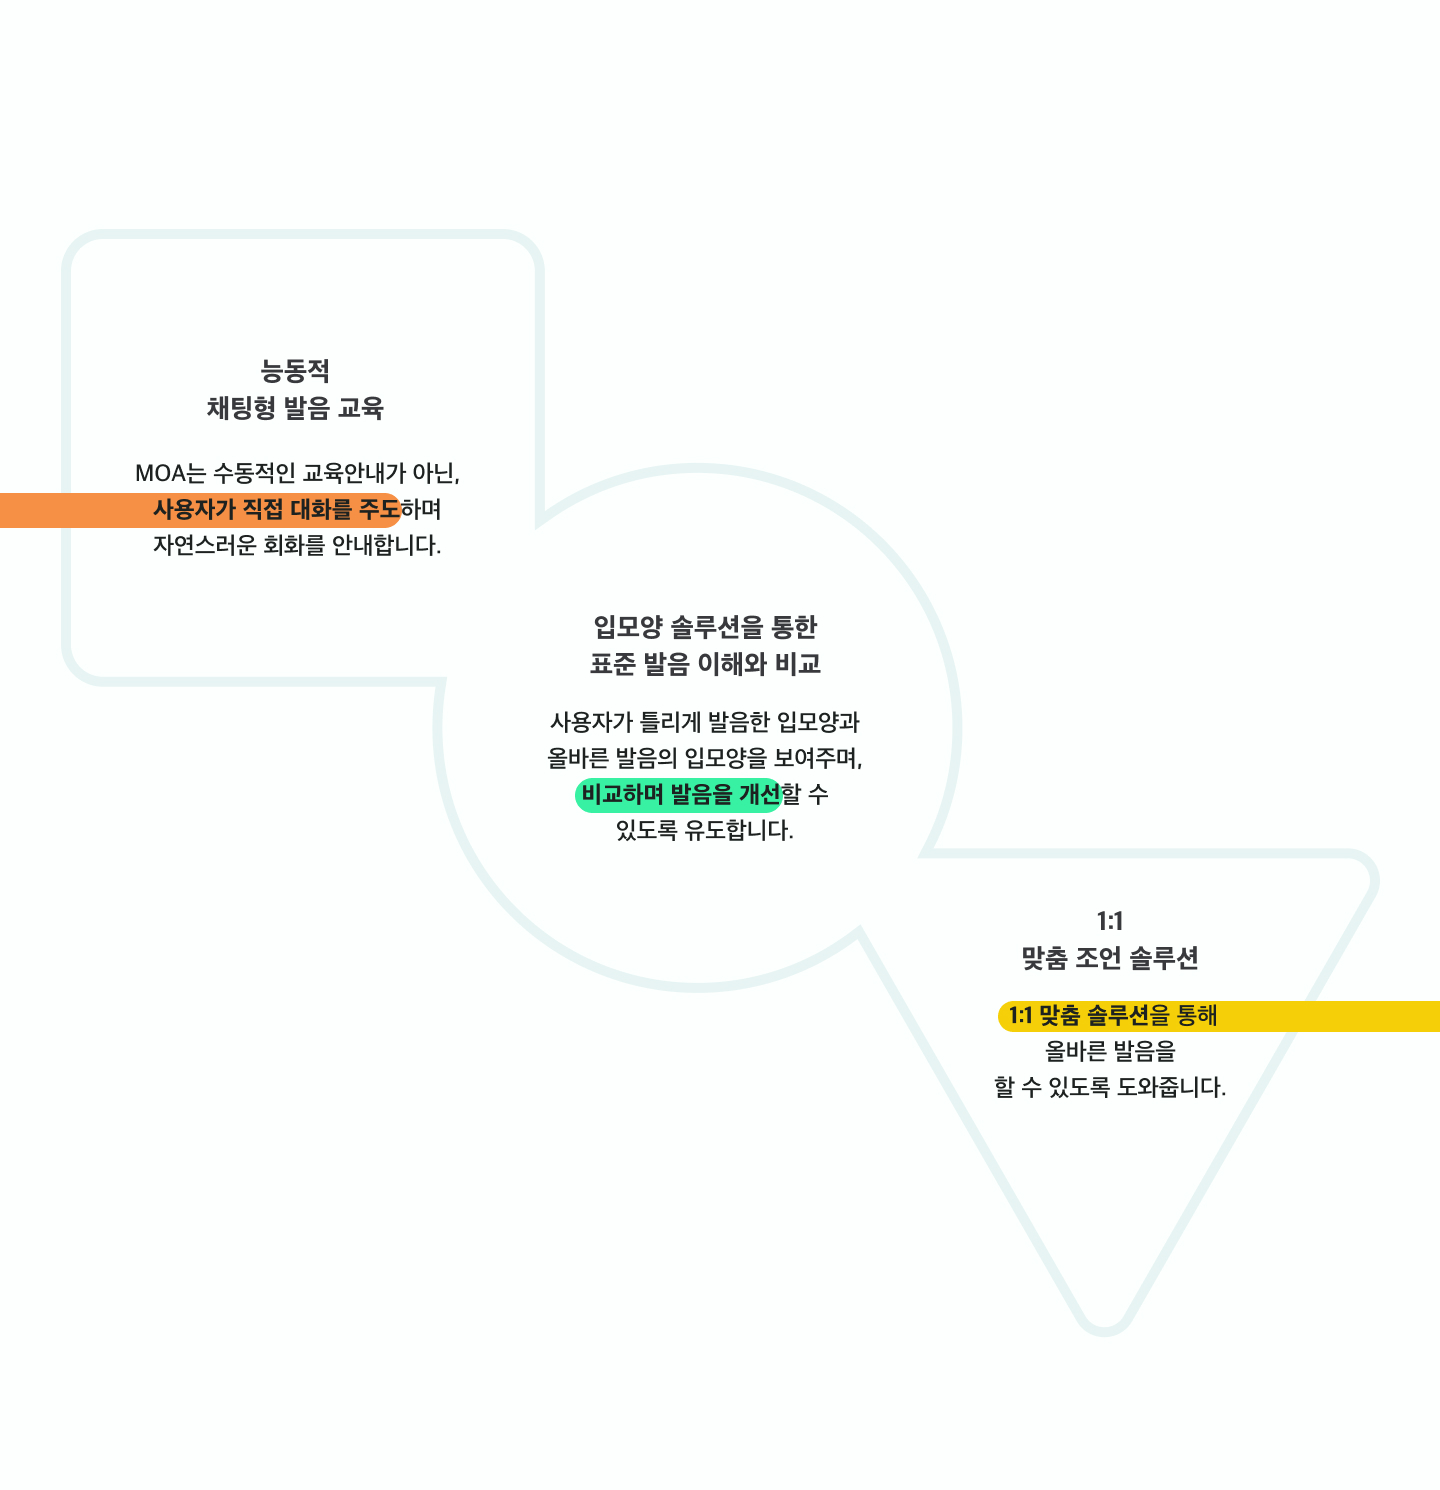 능동적
채팅형 발음 교육
MOA는 수동적인 교육안내가 아닌,
사용자가 직접 대화를 주도하며
자연스러운 회화를 안내합니다.
입모양 솔루션을 통한
표준 발음 이해와 비교
사용자가 틀리게 발음한 입모양과
올바른 발음의 입모양을 보여주며,
비교하며 발음을 개선할 수
있도록 유도합니다.
1:1
맞춤 조언 솔루션
1:1 맞춤 솔루션을 통해
올바른 발음을
할 수 있도록 도와줍니다.